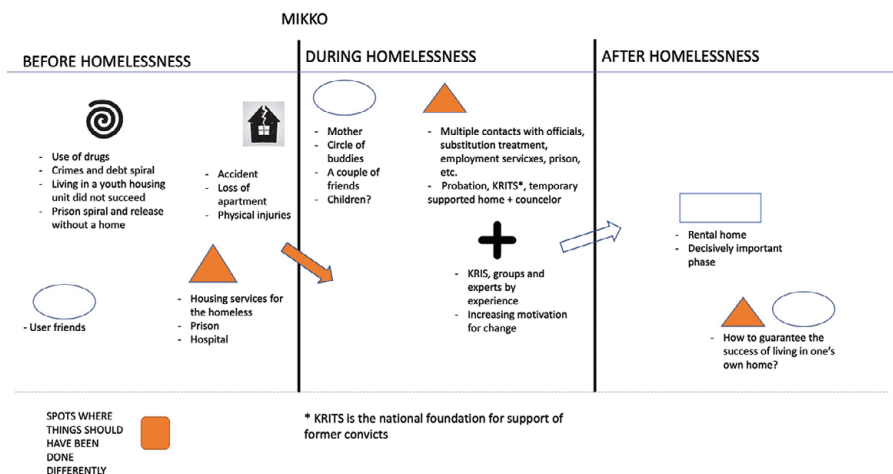 MIKKO
BEFORE HOMELESSNESS
- Use of drugs
- Crimes and debt spiral
- Living in a youth housing
unit did not succeed
- Prison spiral and release
without a home
- Accident
- Loss of
apartment
- Physical injuries
- User friends
- Housing services for
the homeless
- Prison
- Hospital
DURING HOMELESSNESS
- Mother
- Circle of
buddies
- A couple of
friends
- Children?
- Multiple contacts with officials,
substitution treatment,
employment servicxes, prison,
etc.
- Probation, KRITS*, temporary
supported home + councelor
- KRIS, groups and
experts by
experience
- Increasing motivation
for change
AFTER HOMELESSNESS
- Rental home
- Decisively important
phase
- How to guarantee the
success of living in one's
own home?
SPOTS WHERE
THINGS SHOULD
HAVE BEEN
DONE
DIFFERENTLY
* KRITS is the national foundation for support of
former convicts